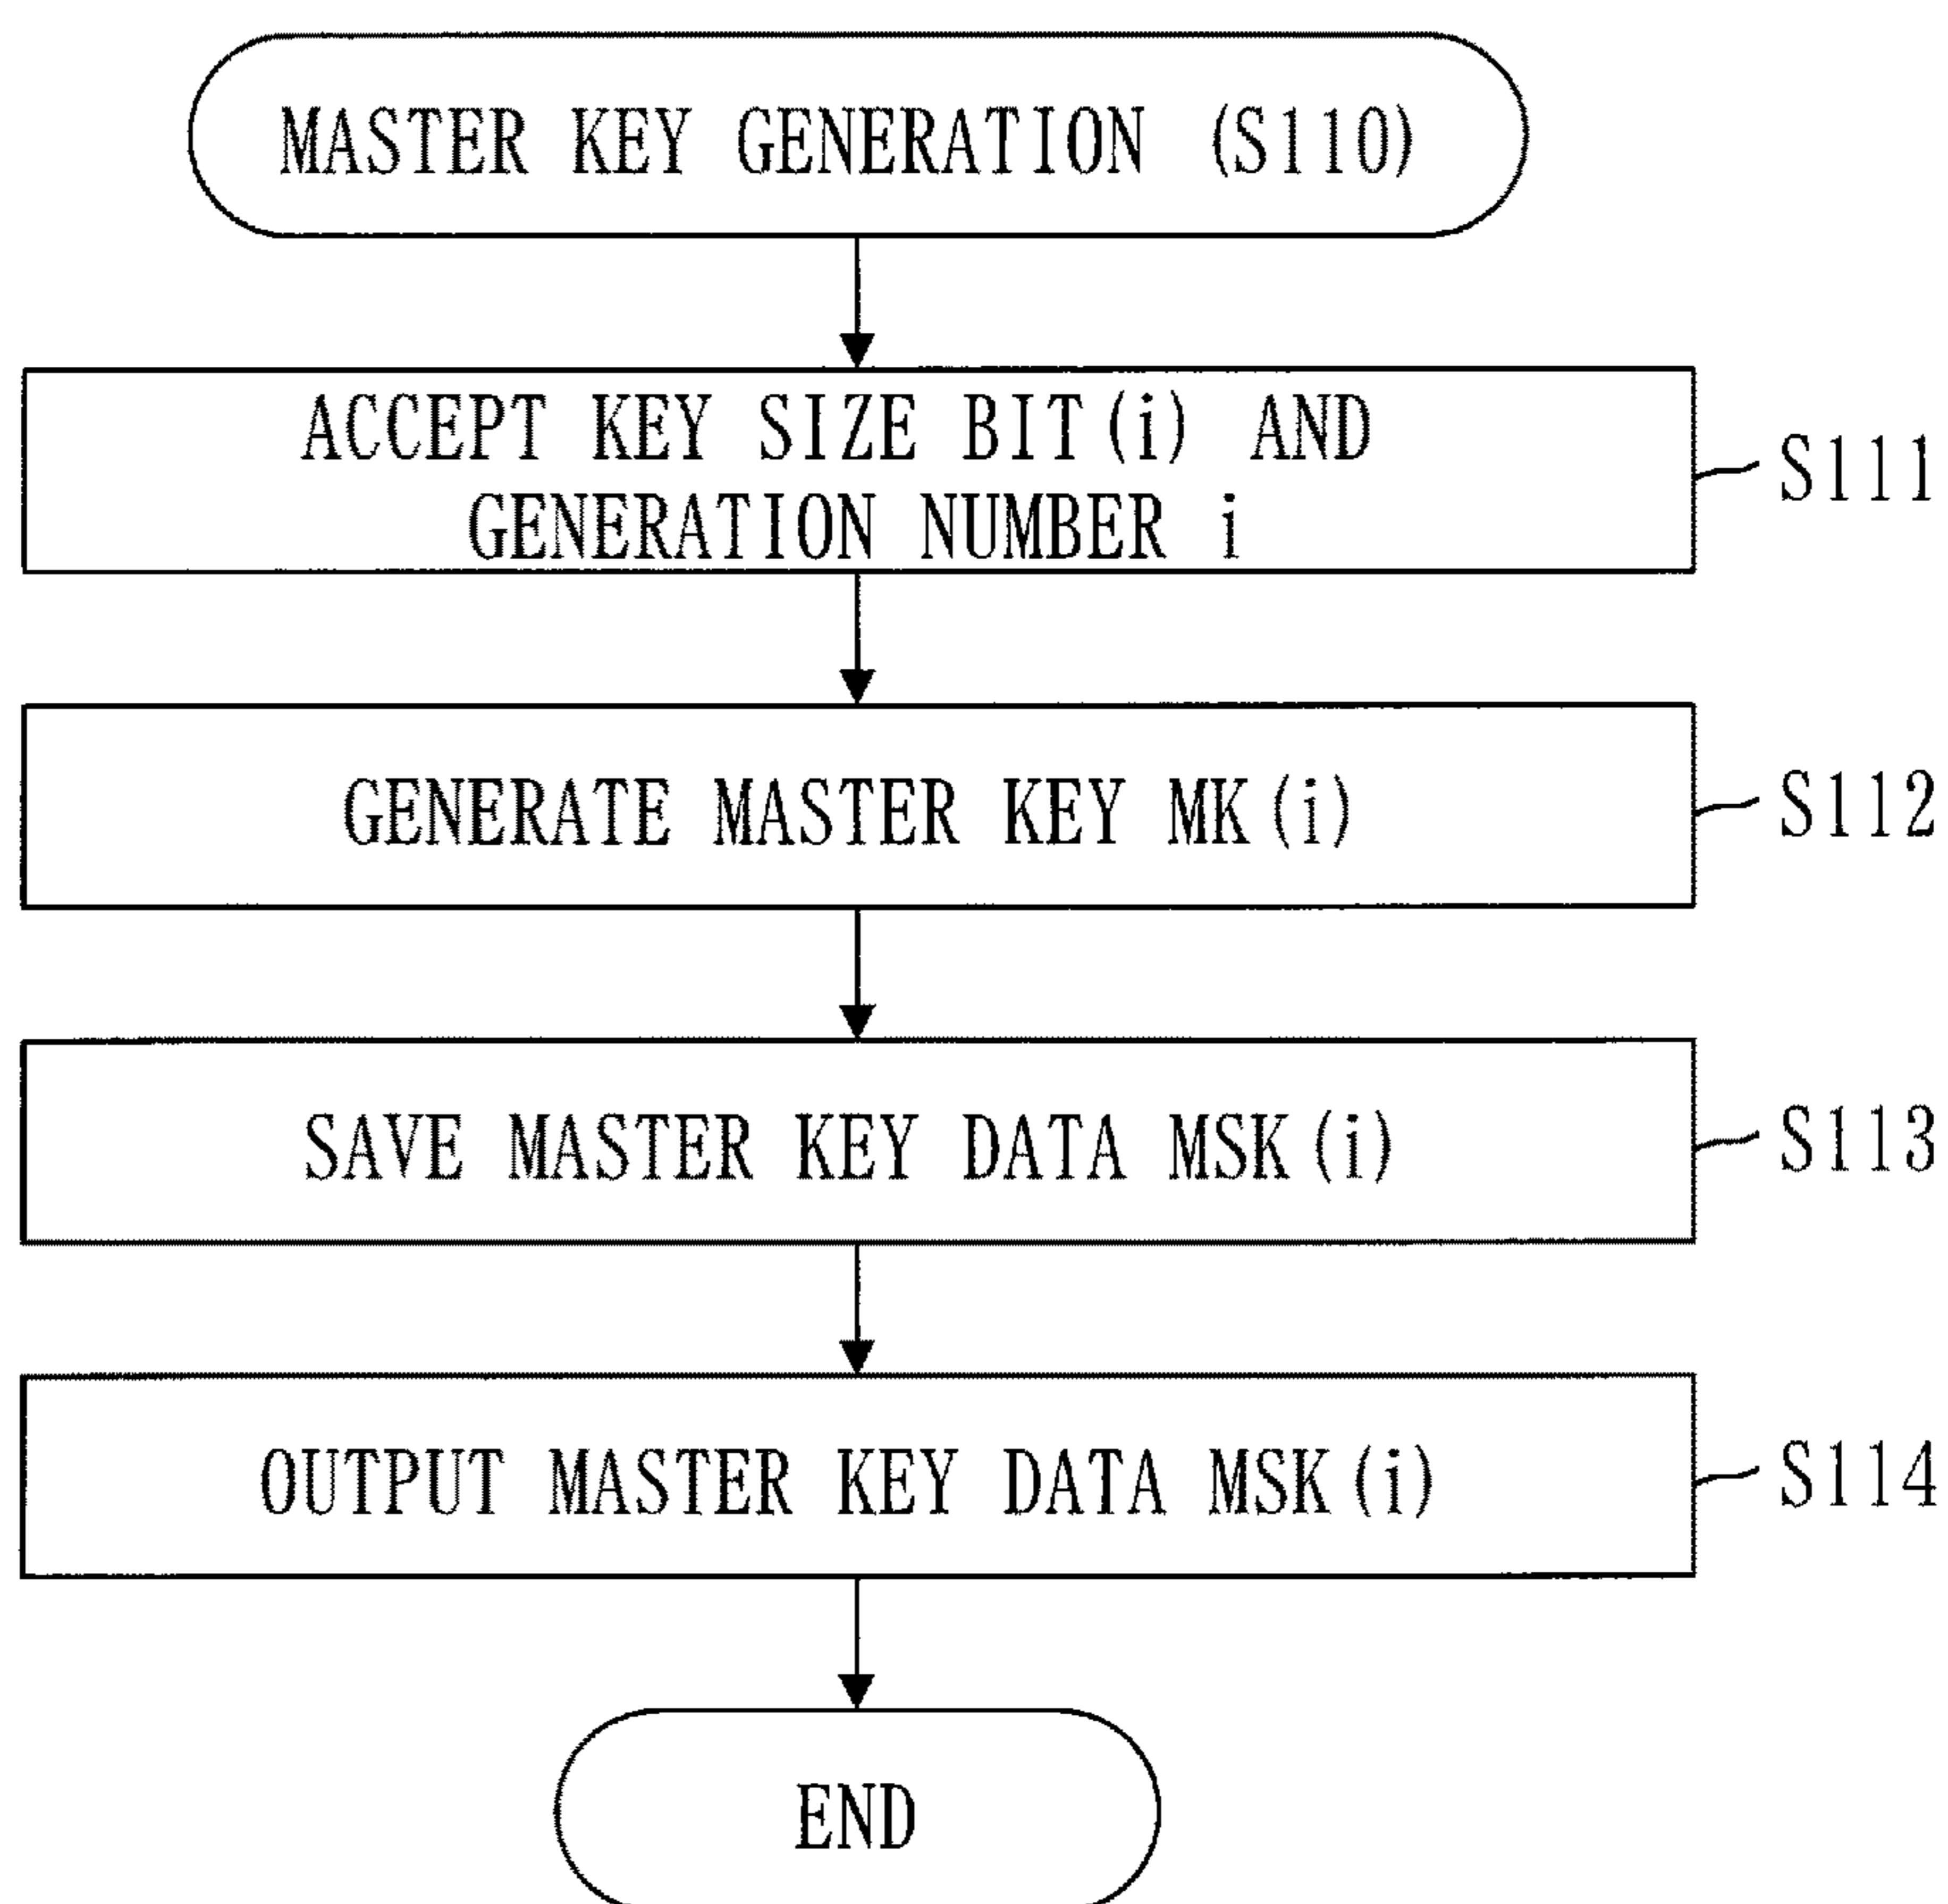 MASTER KEY GENERATION (S110)
ACCEPT KEY SIZE BIT(i) AND
GENERATION NUMBER i
S111
GENERATE MASTER KEY MK(i)
S112
SAVE MASTER KEY DATA MSK(i)
S113
OUTPUT MASTER KEY DATA MSK(i)
S114
END